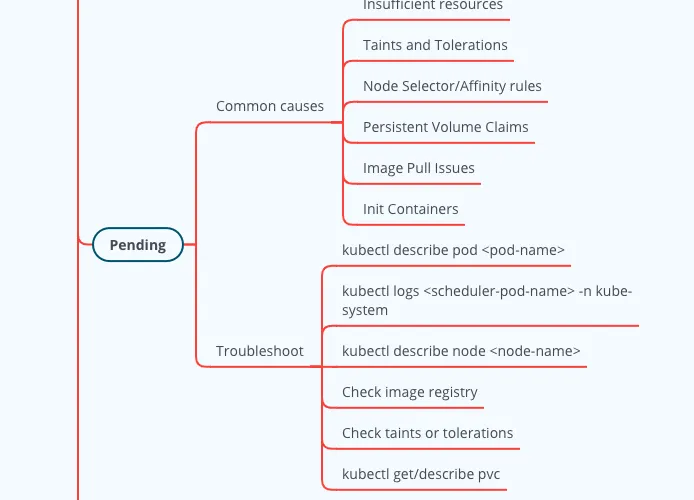 Insufficient resources
Taints and Tolerations
Node Selector/Affinity rules
Common causes
Persistent Volume Claims
Image Pull Issues
Init Containers
Pending
kubectl describe pod <pod-name>
kubectl logs <scheduler-pod-name> -n kube-
system
Troubleshoot
kubectl describe node <node-name>
Check image registry
Check taints or tolerations
kubectl get/describe pvc